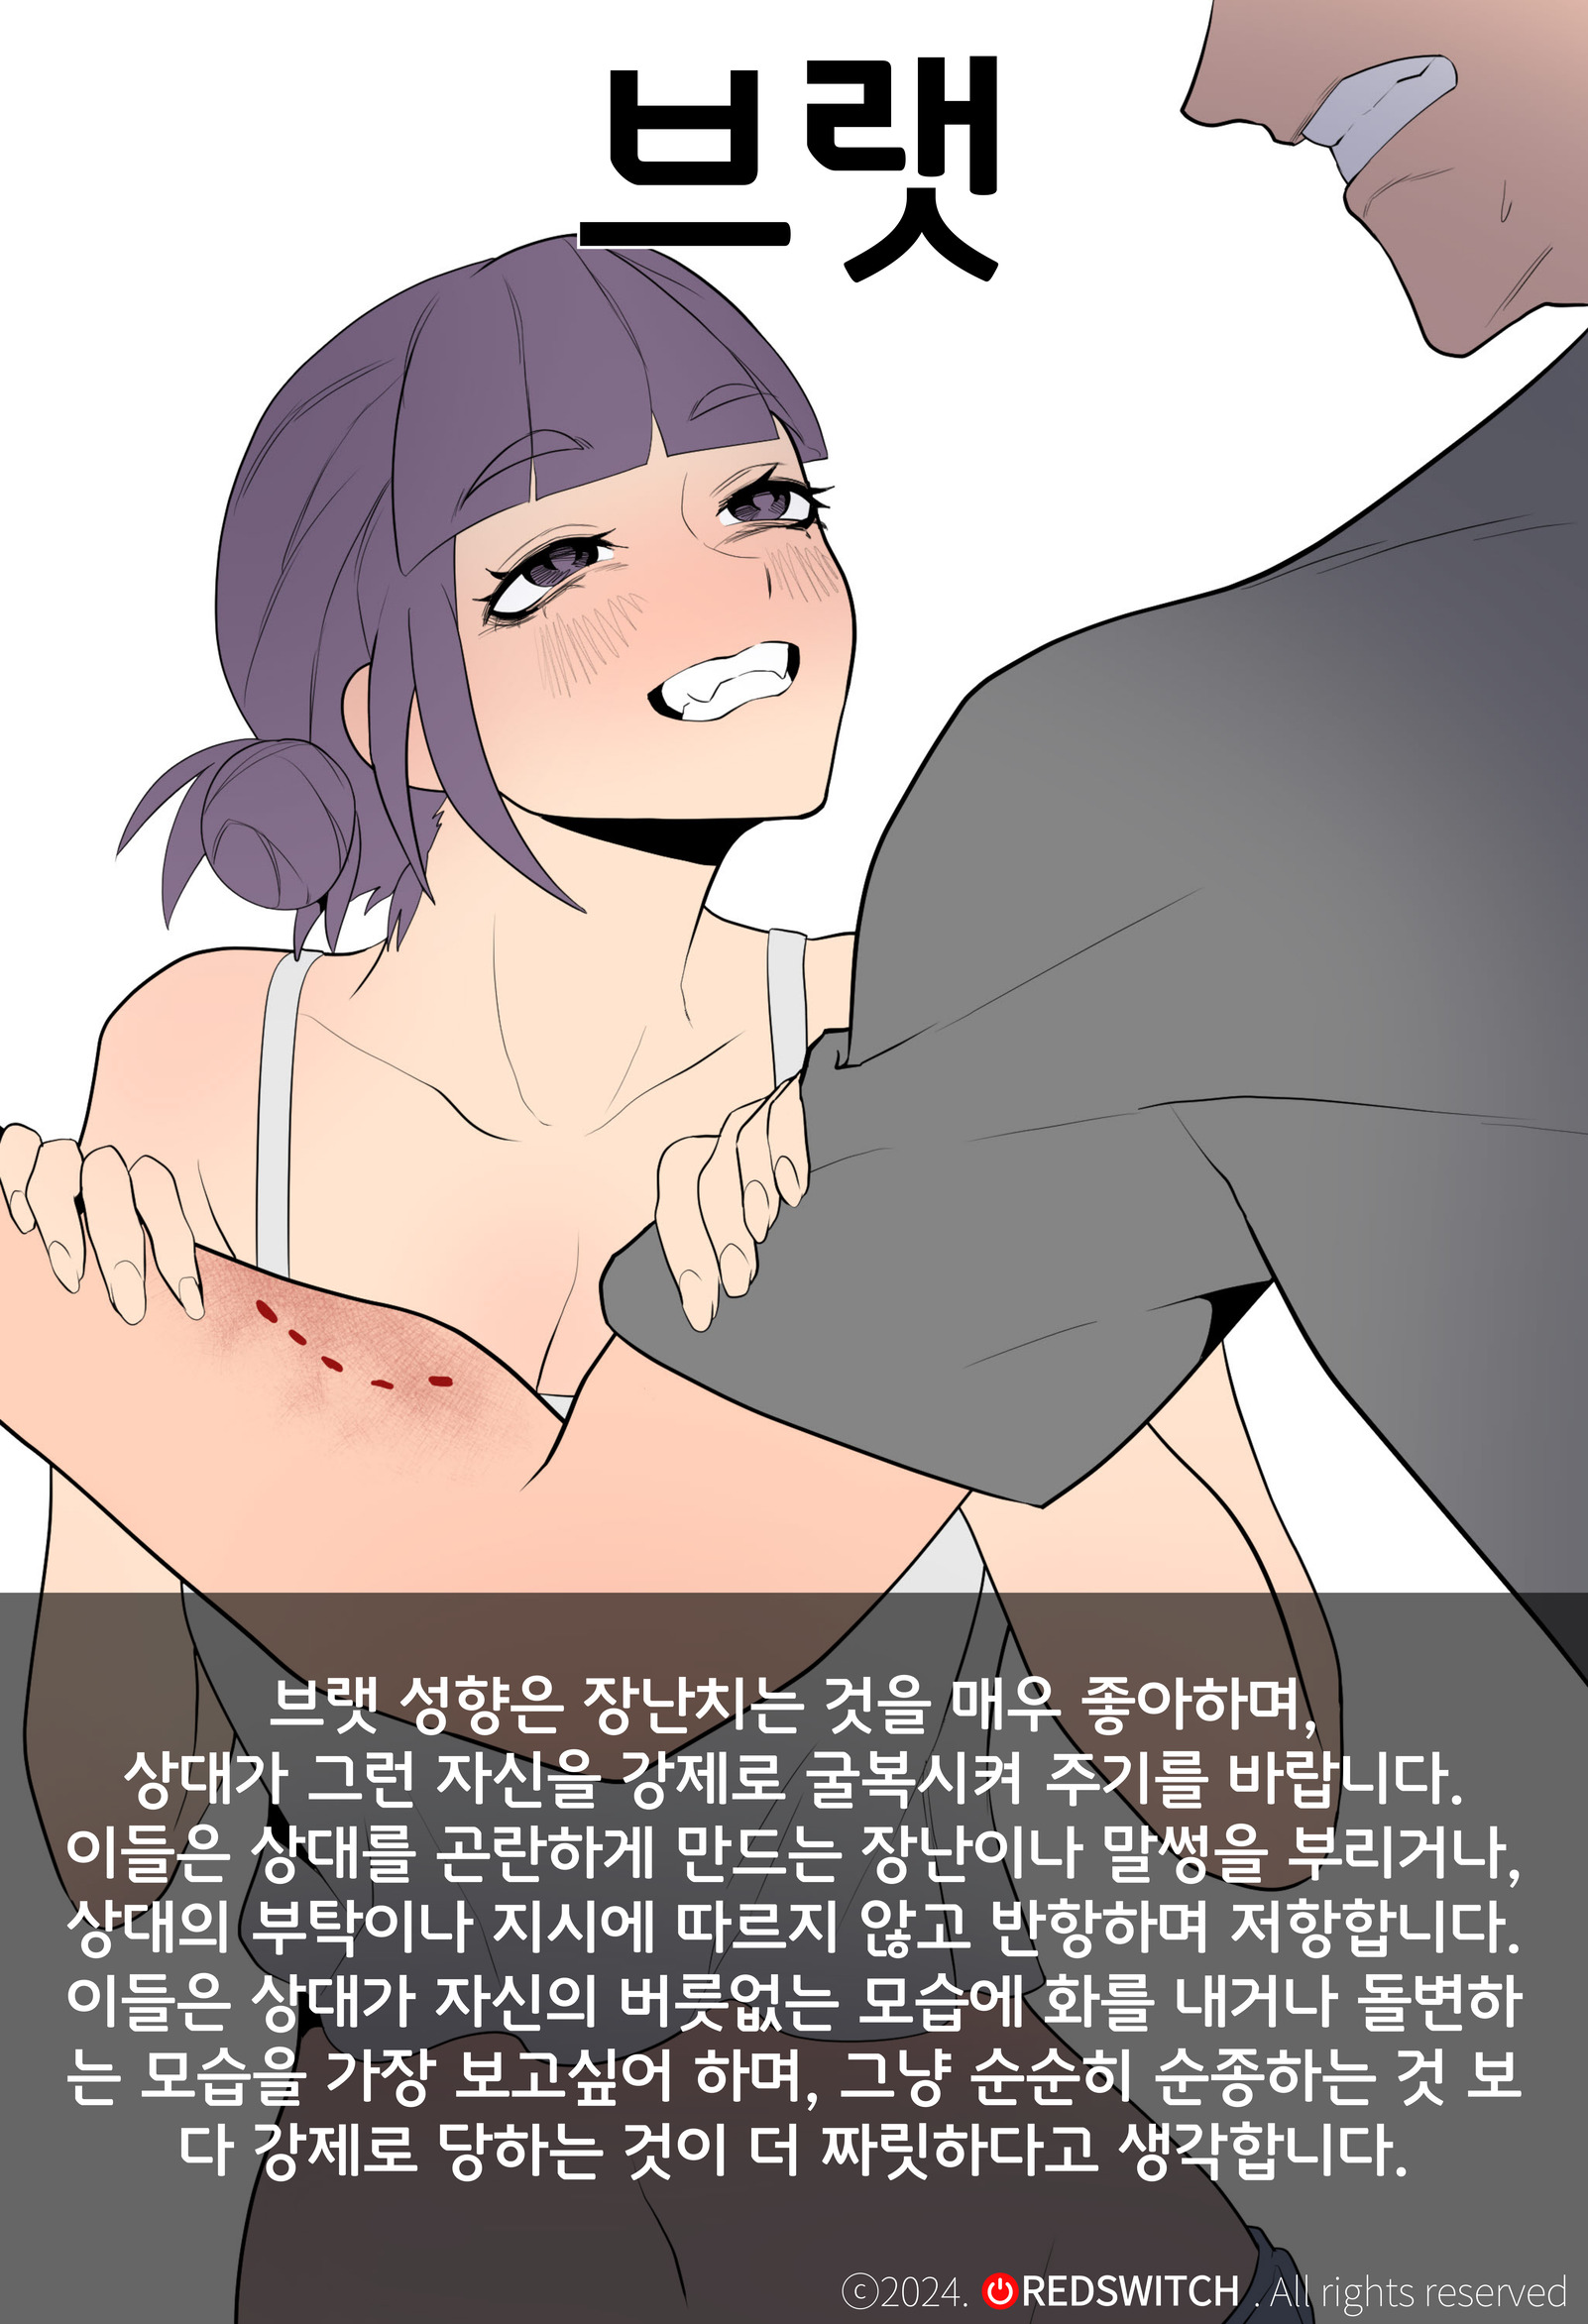 브랫
브랫 성향은 장난치는 것을 매우 좋아하며,
상대가 그런 자신을 강제로 굴복시켜 주기를 바랍니다.
이들은 상대를 곤란하게 만드는 장난이나 말썽을 부리거나,
상대의 부탁이나 지시에 따르지 않고 반항하며 저항합니다.
이들은 상대가 자신의 버릇없는 모습에 화를 내거나 돌변하
는 모습을 가장 보고싶어 하며, 그냥 순순히 순종하는 것 보
다 강제로 당하는 것이 더 짜릿하다고 생각합니다.
©2024. REDSWITCH . All rights reserved